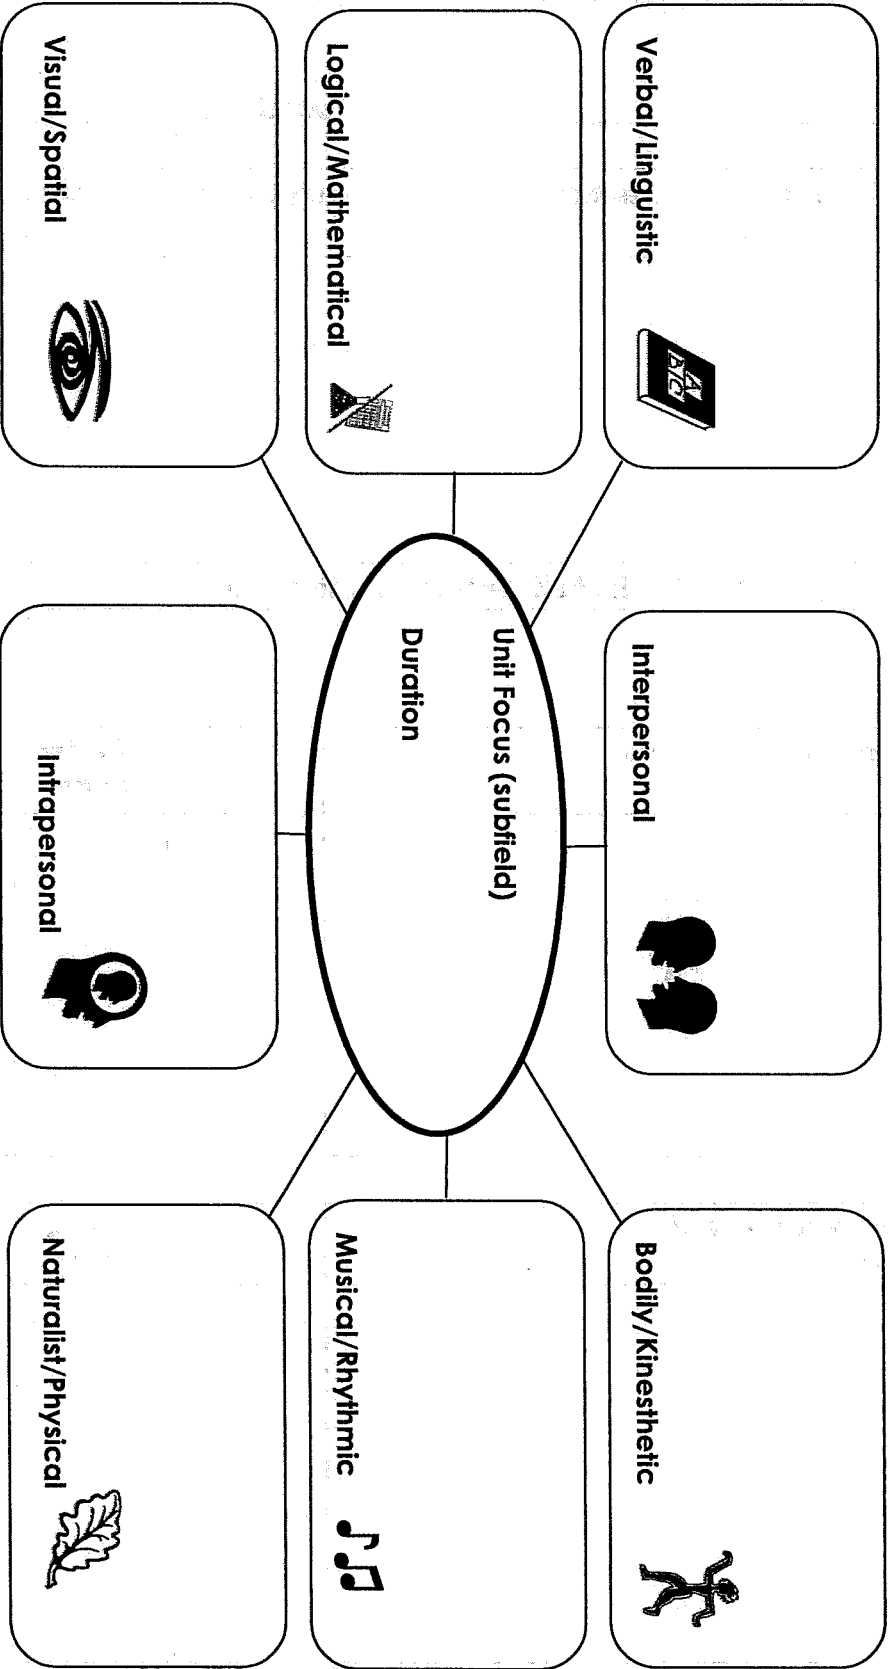 Verbal/Linguistic
A
B C
Interpersonal
Bodily/Kinesthetic
Unit Focus (subfield)
Duration
Logical/Mathematical
Musical/Rhythmic
Visual/Spatial
Intrapersonal
Naturalist/Physical